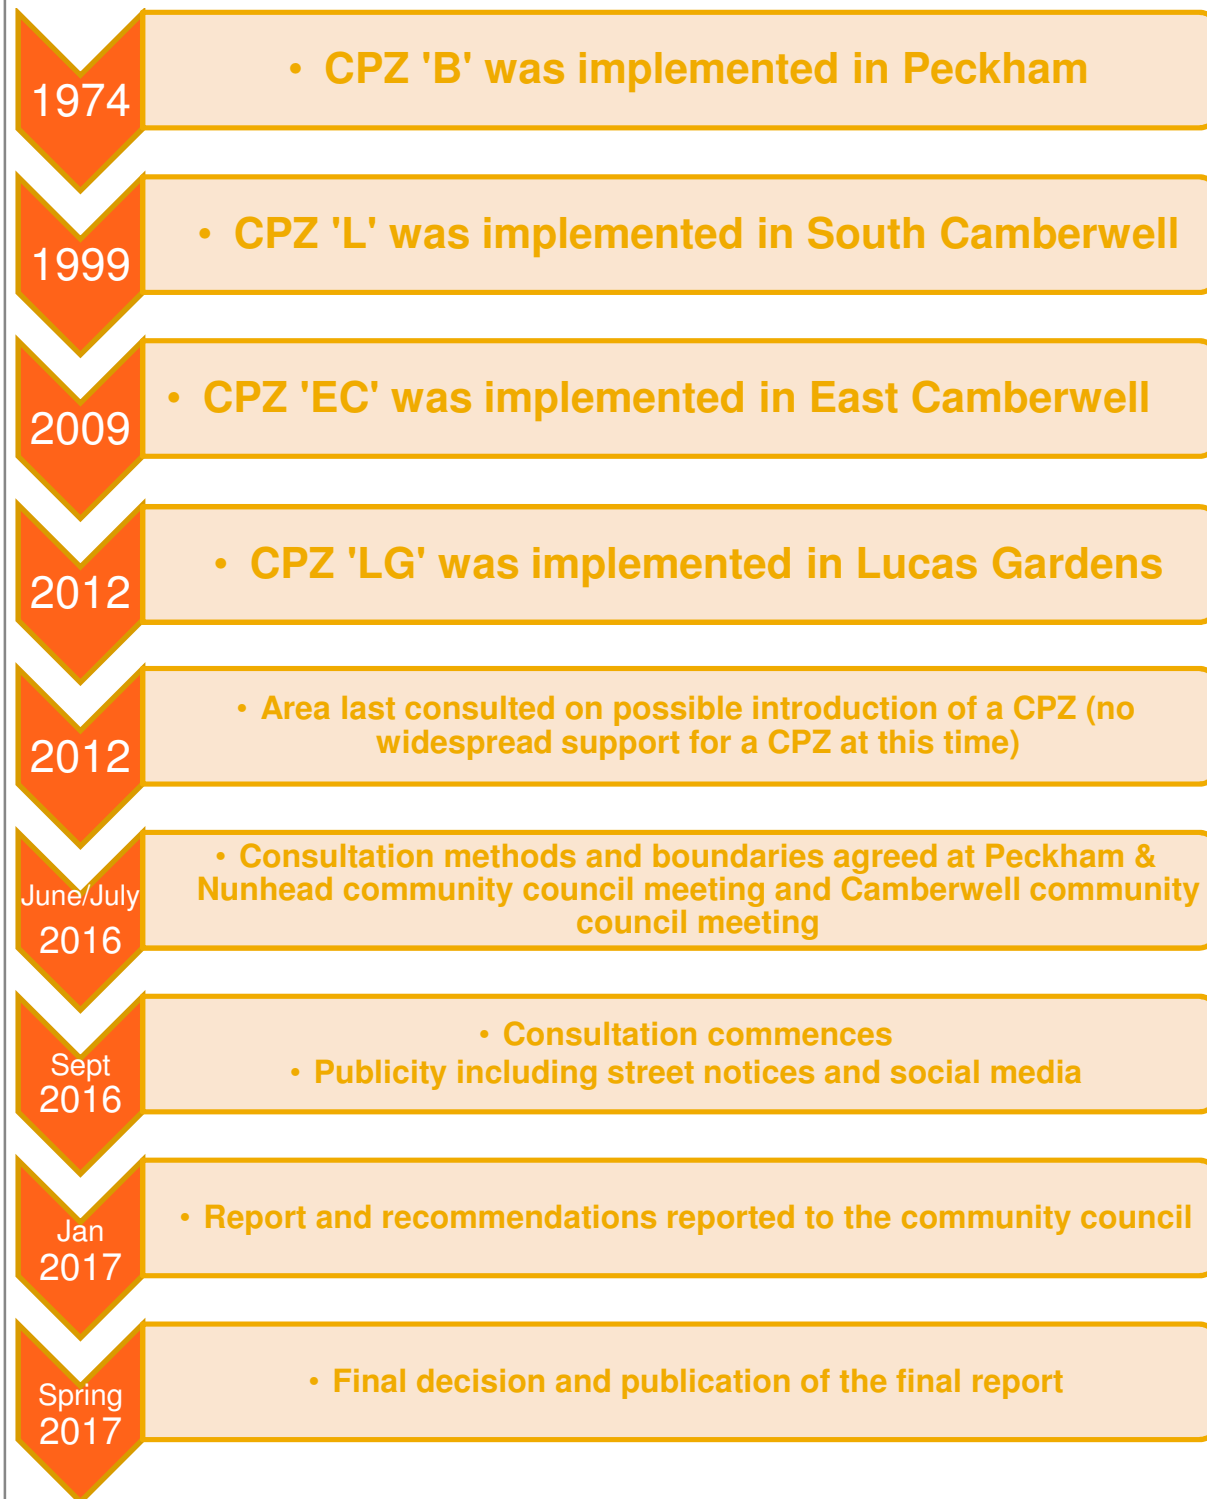 1974
• CPZ 'B' was implemented in Peckham
1999
• CPZ 'L' was implemented in South Camberwell
2009
• CPZ 'EC' was implemented in East Camberwell
2012
• CPZ 'LG' was implemented in Lucas Gardens
2012
• Area last consulted on possible introduction of a CPZ (no
widespread support for a CPZ at this time)
June/July
2016
• Consultation methods and boundaries agreed at Peckham &
Nunhead community council meeting and Camberwell community
council meeting
Sept
2016
• Consultation commences
• Publicity including street notices and social media
Jan
2017
• Report and recommendations reported to the community council
Spring
2017
• Final decision and publication of the final report